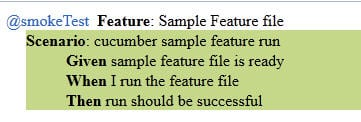 @smokeTest Feature: Sample Feature file
Scenario: cucumber sample feature run
Given sample feature file is ready
When I run the feature file
Then run should be successful